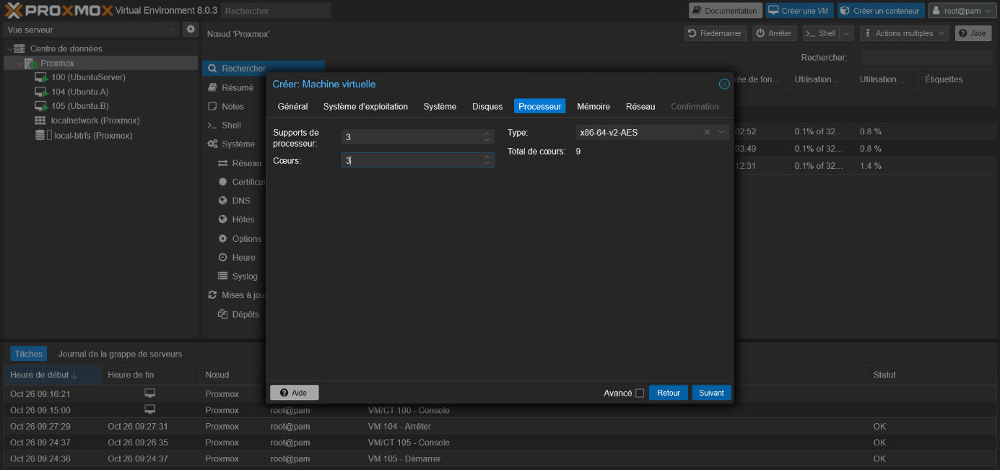 PROXMOX Virtual Environment 8.0.3 Rechercher Documentation Créer une VM Créer un conteneur root@pam
Vue serveur
Nœud 'Proxmox' Redémarrer Arrêter >_ Shell Actions multiples Aide
Centre de données
Proxmox
100 (UbuntuServer)
104 (Ubuntu.A)
105 (Ubuntu.B)
localnetwork (Proxmox)
local-btrfs (Proxmox)
Rechercher
Résumé
Notes
>_ Shell
Système
Réseau
Certificat
DNS
Hôtes
Options
Heure
Syslog
Mises à jou
Dépôts
Rechercher:
rée de fon... Utilisation ... Utilisation ... Étiquettes
02:52 0.1% of 32... 0.8 %
03:49 0.1% of 32... 0.8 %
12:31 0.1% of 32... 1.4 %
Créer: Machine virtuelle
Général Système d'exploitation Système Disques Processeur Mémoire Réseau Confirmation
Supports de
processeur: 3
Cœurs: 3
Type: x86-64-v2-AES
Total de cœurs: 9
Aide Avancé Retour Suivant
Tâches Journal de la grappe de serveurs
Heure de début Heure de fin Nœud Statut
Oct 26 09:16:21 Proxmox
Oct 26 09:15:00 Proxmox root@pam VM/CT 100 - Console
Oct 26 09:27:29 Oct 26 09:27:31 Proxmox root@pam VM 104 - Arrêter OK
Oct 26 09:24:37 Oct 26 09:26:35 Proxmox root@pam VM/CT 105 - Console OK
Oct 26 09:24:36 Oct 26 09:24:37 Proxmox root@pam VM 105 - Démarrer OK